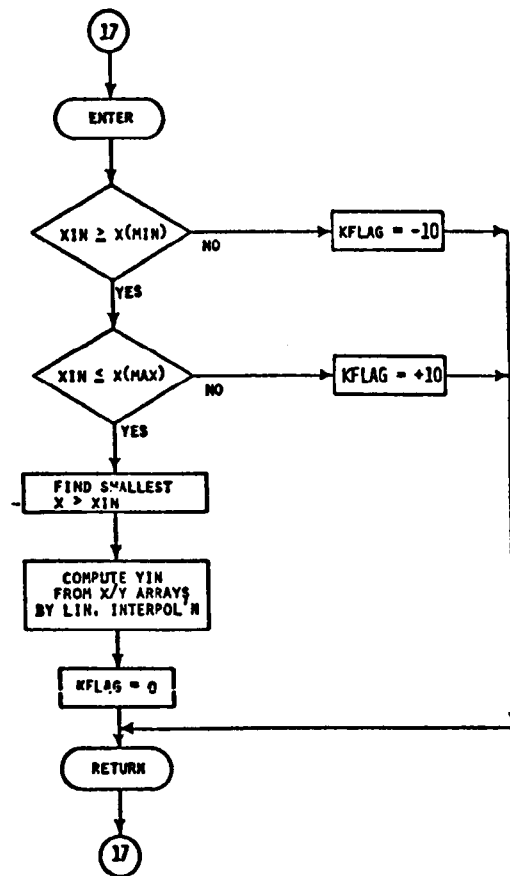 17
ENTER
XIN ≥ X(MIN)
NO
KFLAG = -10
YES
XIN ≤ X(MAX)
NO
KFLAG = +10
YES
FIND SMALLEST
X > XIN
COMPUTE YIN
FROM X/Y ARRAYS
BY LIN. INTERPOL'N
KFLAG = 0
RETURN
17